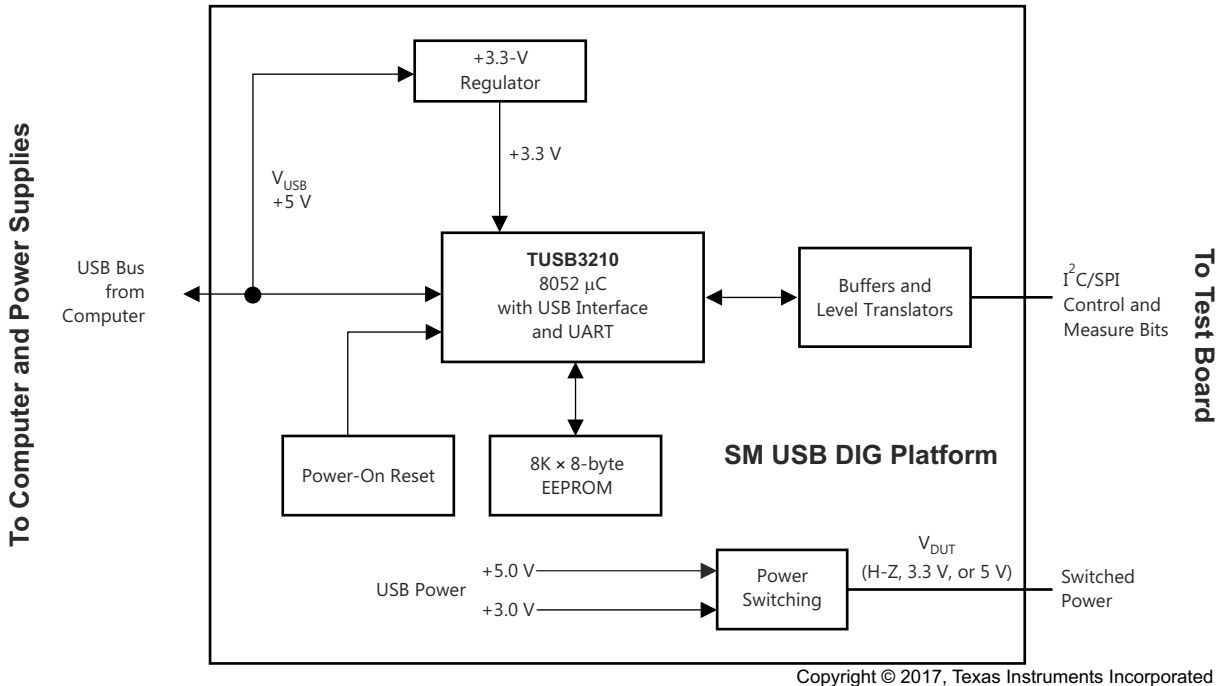 To Computer and Power Supplies
+3.3-V
Regulator
+3.3 V
V_USB
+5 V
USB Bus
from
Computer
TUSB3210
8052 μC
with USB Interface
and UART
Buffers and
Level Translators
I²C/SPI
Control and
Measure Bits
To Test Board
Power-On Reset
8K × 8-byte
EEPROM
SM USB DIG Platform
USB Power
+5.0 V
+3.0 V
Power
Switching
V_DUT
(H-Z, 3.3 V, or 5 V)
Switched
Power
Copyright © 2017, Texas Instruments Incorporated